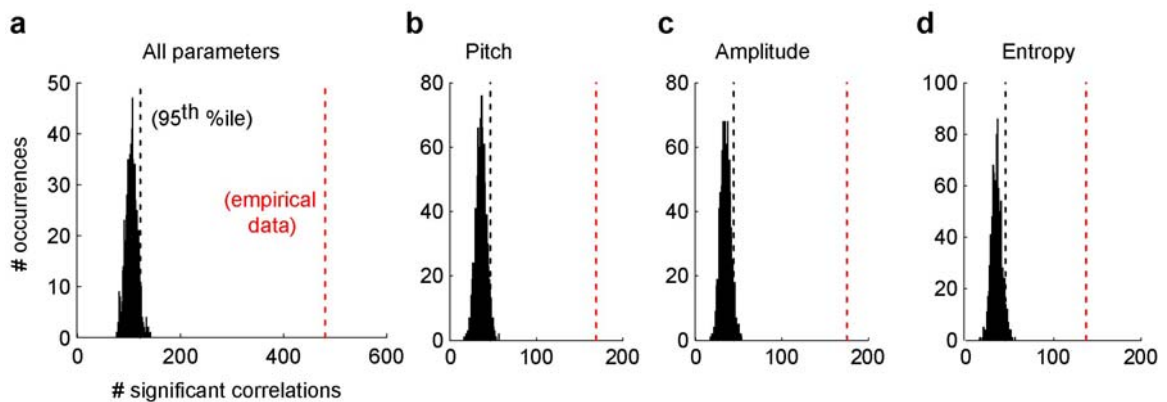 a
All parameters
50
40
30
20
10
0
# occurrences
(95th %ile)
(empirical
data)
0 200 400 600
# significant correlations
b
Pitch
80
60
40
20
0
0 100 200
c
Amplitude
80
60
40
20
0
0 100 200
d
Entropy
100
80
60
40
20
0
0 100 200